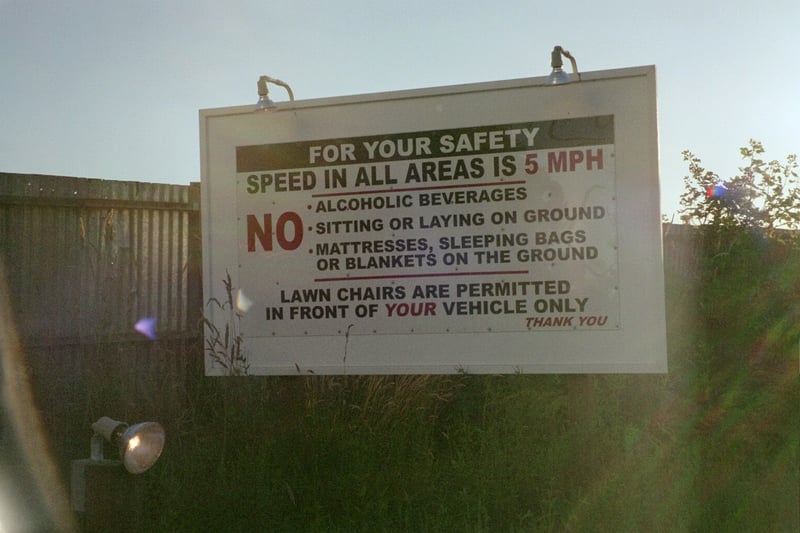 FOR YOUR SAFETY
SPEED IN ALL AREAS IS 5 MPH
NO
• ALCOHOLIC BEVERAGES
• SITTING OR LAYING ON GROUND
• MATTRESSES, SLEEPING BAGS
OR BLANKETS ON THE GROUND
LAWN CHAIRS ARE PERMITTED
IN FRONT OF YOUR VEHICLE ONLY
THANK YOU